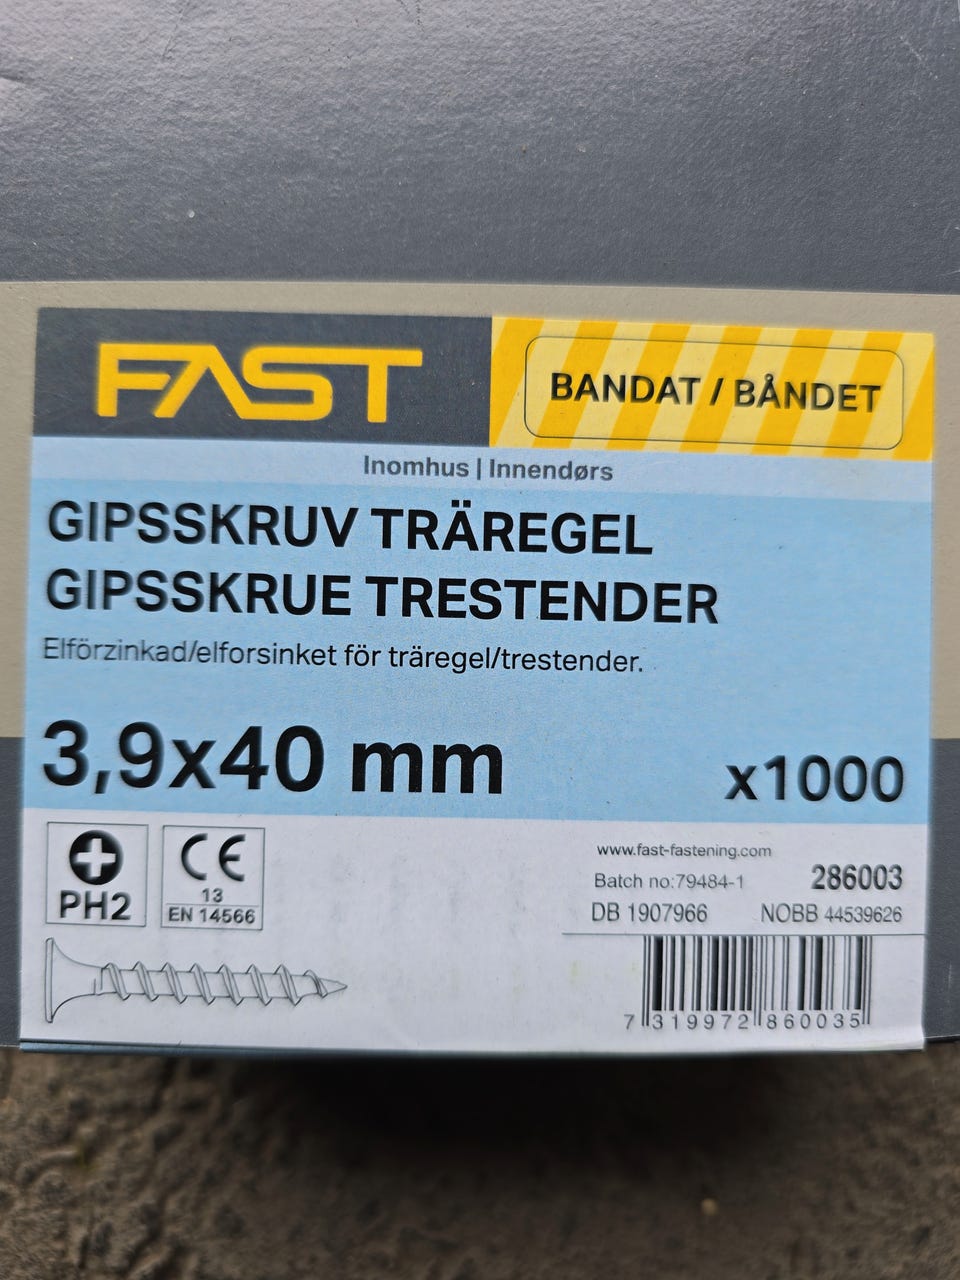 FAST
BANDAT / BÅNDET
Inomhus | Innendørs
GIPSSKRUV TRÄREGEL
GIPSSKRUE TRESTENDER
Elförzinkad/elforsinket för träregel/trestender.
3,9x40 mm
x1000
PH2
CE
13
EN 14566
www.fast-fastening.com
Batch no:79484-1 286003
DB 1907966 NOBB 44539626
7 319972 860035